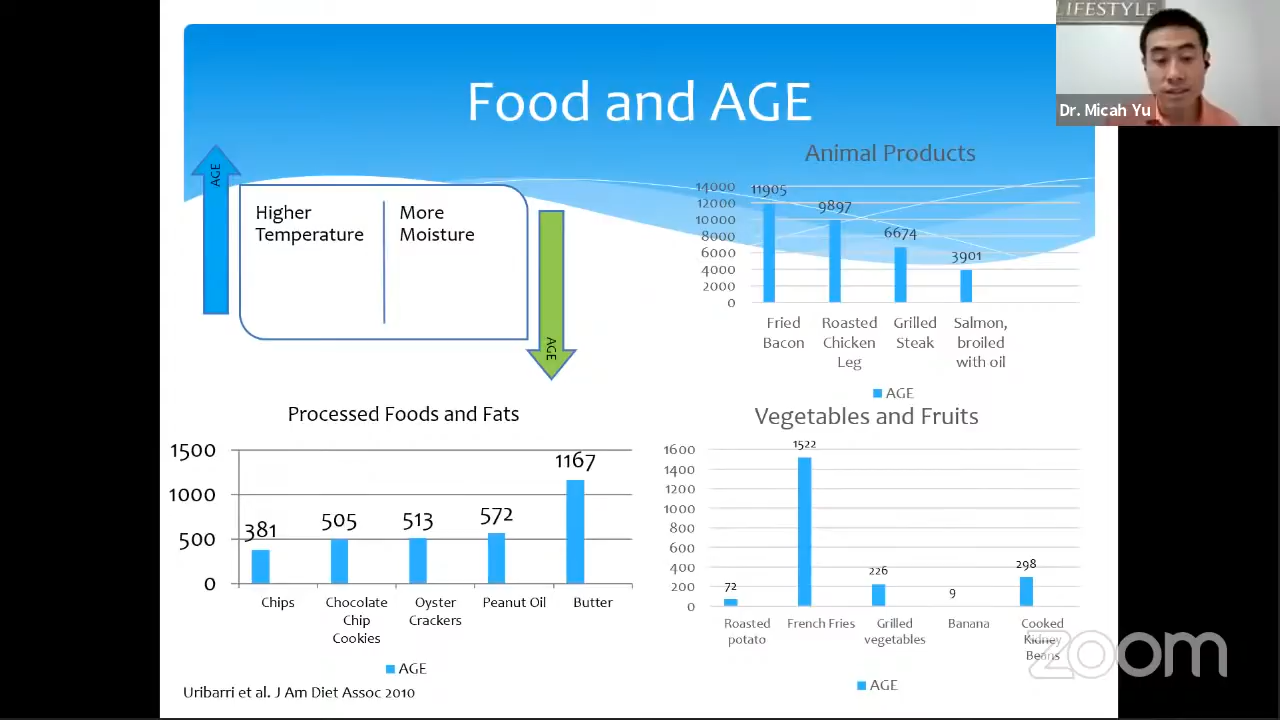 LIFESTYLE
Dr. Micah Yu
Food and AGE
AGE
Higher
Temperature
More
Moisture
AGE
Animal Products
14000
12000
10000
8000
6000
4000
2000
0
11905
9897
6674
3901
Fried
Bacon
Roasted
Chicken
Leg
Grilled
Steak
Salmon,
broiled
with oil
AGE
Processed Foods and Fats
1500
1000
500
0
381
505
513
572
1167
Chips
Chocolate
Chip
Cookies
Oyster
Crackers
Peanut Oil
Butter
AGE
Vegetables and Fruits
1600
1400
1200
1000
800
600
400
200
0
72
1522
226
9
298
Roasted
potato
French Fries
Grilled
vegetables
Banana
Cooked
Kidney
Beans
AGE
Uribarri et al. J Am Diet Assoc 2010
zoom